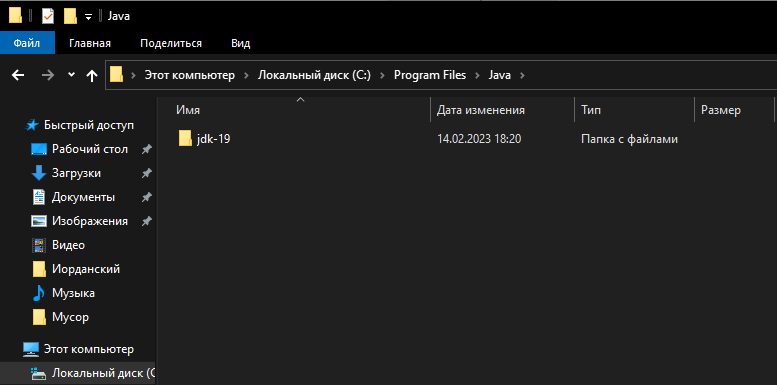 Java
Файл Главная Поделиться Вид
Этот компьютер Локальный диск (C:) Program Files Java
Имя Дата изменения Тип Размер
jdk-19 14.02.2023 18:20 Папка с файлами
Быстрый доступ
Рабочий стол
Загрузки
Документы
Изображения
Видео
Иорданский
Музыка
Мусор
Этот компьютер
Локальный диск (C